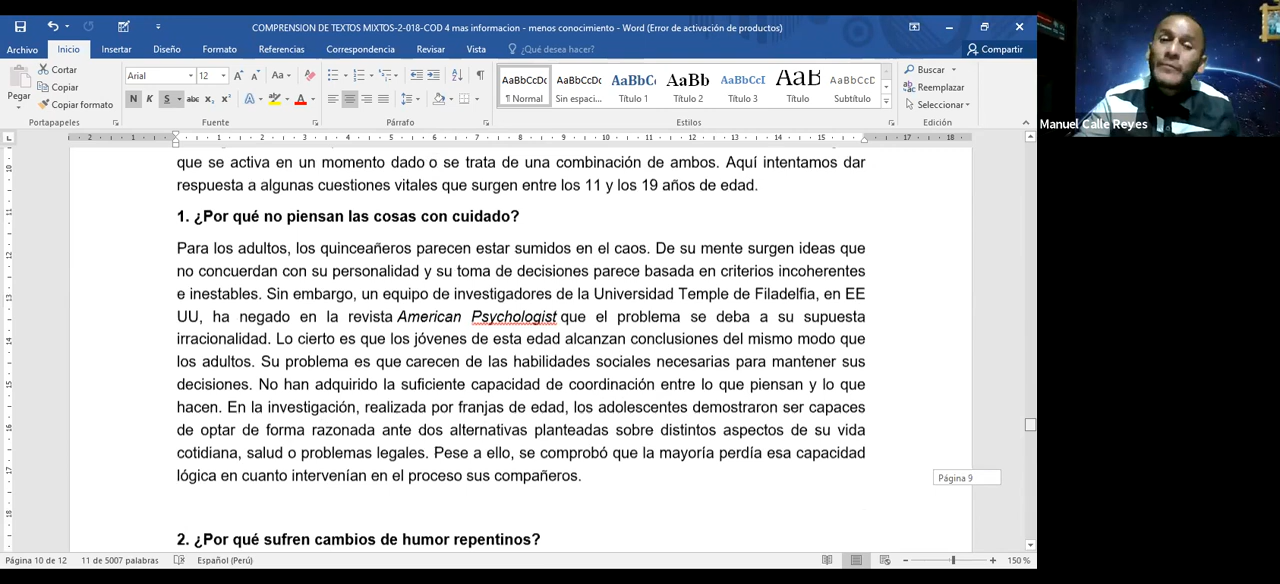 COMPRENSION DE TEXTOS MIXTOS-2-018-COD 4 mas informacion - menos conocimiento - Word (Error de activación de productos)
Archivo Inicio Insertar Diseño Formato Referencias Correspondencia Revisar Vista ¿Qué desea hacer? Compartir
Pegar
Cortar
Copiar
Copiar formato
Portapapeles
Arial 12
N K S abc x₂ x²
Fuente
Párrafo
AaBbCcDc AaBbCcDc AaBbCc AaBb AaBbCcD AaB AaBbCcD
¶ Normal Sin espaci... Título 1 Título 2 Título 3 Título Subtítulo
Estilos
Buscar
Reemplazar
Seleccionar
Edición
Manuel Calle Reyes
que se activa en un momento dado o se trata de una combinación de ambos. Aquí intentamos dar
respuesta a algunas cuestiones vitales que surgen entre los 11 y los 19 años de edad.
1. ¿Por qué no piensan las cosas con cuidado?
Para los adultos, los quinceañeros parecen estar sumidos en el caos. De su mente surgen ideas que
no concuerdan con su personalidad y su toma de decisiones parece basada en criterios incoherentes
e inestables. Sin embargo, un equipo de investigadores de la Universidad Temple de Filadelfia, en EE
UU, ha negado en la revista American Psychologist que el problema se deba a su supuesta
irracionalidad. Lo cierto es que los jóvenes de esta edad alcanzan conclusiones del mismo modo que
los adultos. Su problema es que carecen de las habilidades sociales necesarias para mantener sus
decisiones. No han adquirido la suficiente capacidad de coordinación entre lo que piensan y lo que
hacen. En la investigación, realizada por franjas de edad, los adolescentes demostraron ser capaces
de optar de forma razonada ante dos alternativas planteadas sobre distintos aspectos de su vida
cotidiana, salud o problemas legales. Pese a ello, se comprobó que la mayoría perdía esa capacidad
lógica en cuanto intervenían en el proceso sus compañeros.
Página 9
2. ¿Por qué sufren cambios de humor repentinos?
Página 10 de 12 11 de 5007 palabras Español (Perú) 150 %